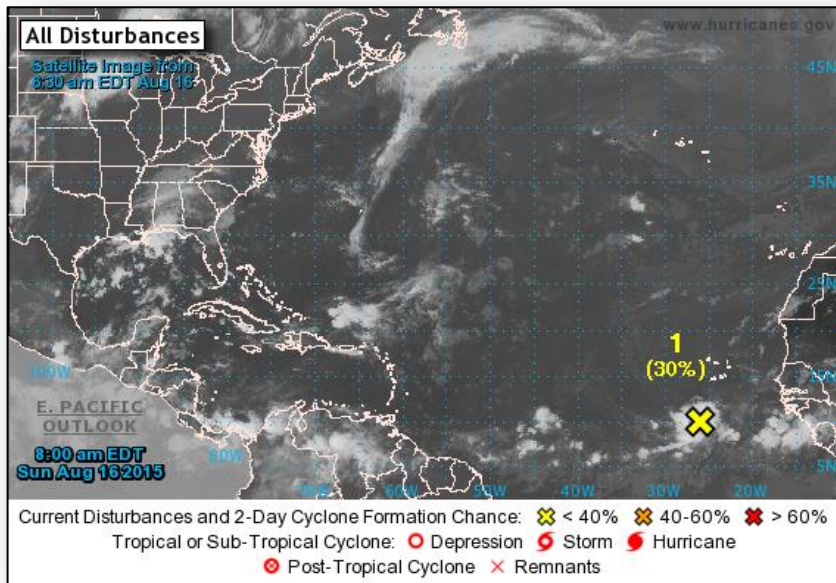 All Disturbances
www.hurricanes.gov
Satellite Image from
8:30 am EDT Aug 16
45N
35N
25N
1
(30%)
100W
15N
E. PACIFIC
OUTLOOK
8:00 am EDT
Sun Aug 16 2015
80W
5N
70W 60W 50W 40W 30W 20W
Current Disturbances and 2-Day Cyclone Formation Chance: < 40% 40-60% > 60%
Tropical or Sub-Tropical Cyclone: Depression Storm Hurricane
Post-Tropical Cyclone Remnants